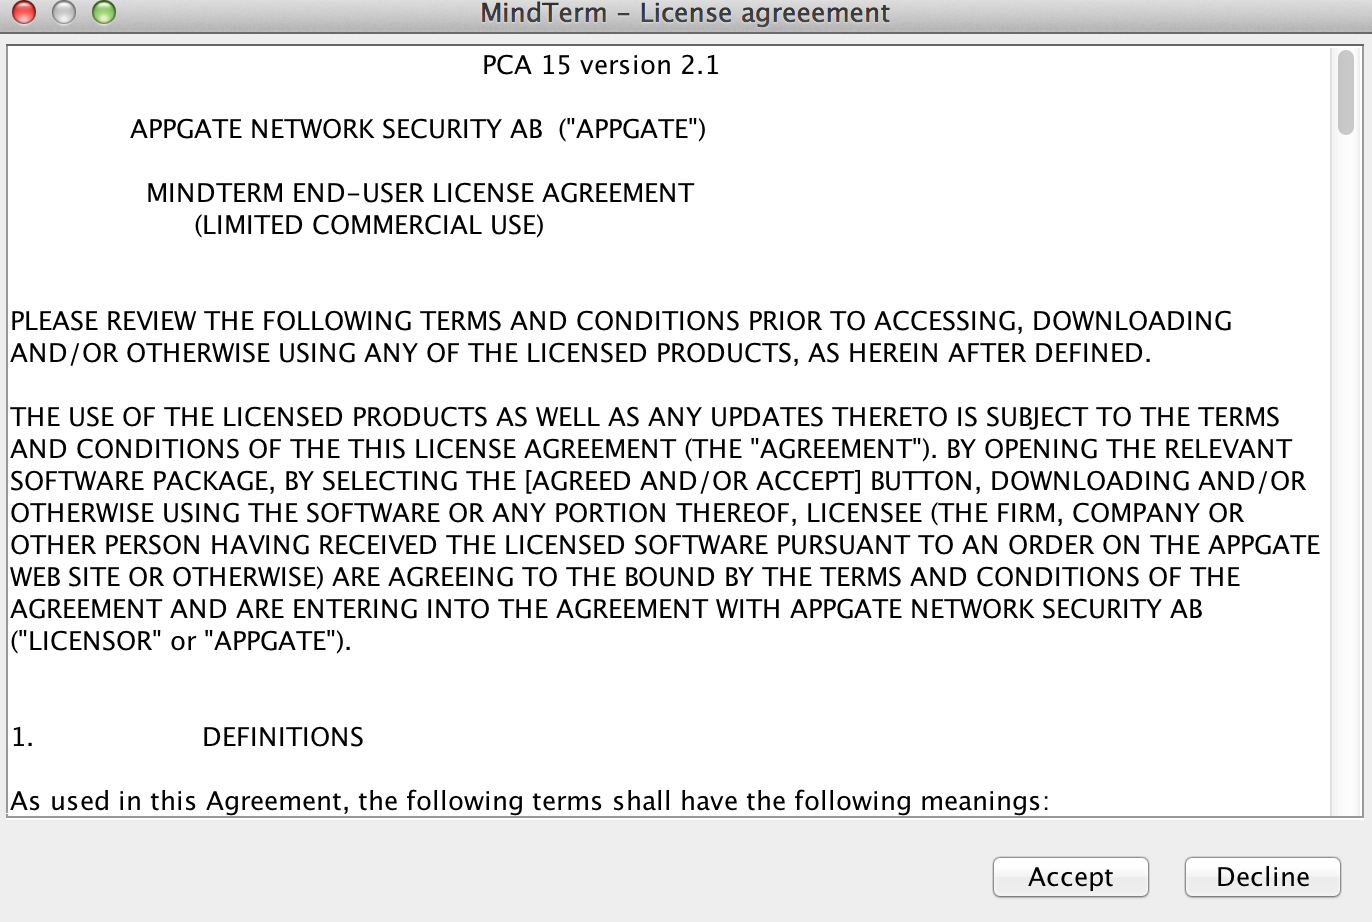 MindTerm – License agreeement
PCA 15 version 2.1
APPGATE NETWORK SECURITY AB ("APPGATE")
MINDTERM END-USER LICENSE AGREEMENT
(LIMITED COMMERCIAL USE)
PLEASE REVIEW THE FOLLOWING TERMS AND CONDITIONS PRIOR TO ACCESSING, DOWNLOADING
AND/OR OTHERWISE USING ANY OF THE LICENSED PRODUCTS, AS HEREIN AFTER DEFINED.
THE USE OF THE LICENSED PRODUCTS AS WELL AS ANY UPDATES THERETO IS SUBJECT TO THE TERMS
AND CONDITIONS OF THE THIS LICENSE AGREEMENT (THE "AGREEMENT"). BY OPENING THE RELEVANT
SOFTWARE PACKAGE, BY SELECTING THE [AGREED AND/OR ACCEPT] BUTTON, DOWNLOADING AND/OR
OTHERWISE USING THE SOFTWARE OR ANY PORTION THEREOF, LICENSEE (THE FIRM, COMPANY OR
OTHER PERSON HAVING RECEIVED THE LICENSED SOFTWARE PURSUANT TO AN ORDER ON THE APPGATE
WEB SITE OR OTHERWISE) ARE AGREEING TO THE BOUND BY THE TERMS AND CONDITIONS OF THE
AGREEMENT AND ARE ENTERING INTO THE AGREEMENT WITH APPGATE NETWORK SECURITY AB
("LICENSOR" or "APPGATE").
1. DEFINITIONS
As used in this Agreement, the following terms shall have the following meanings:
Accept Decline